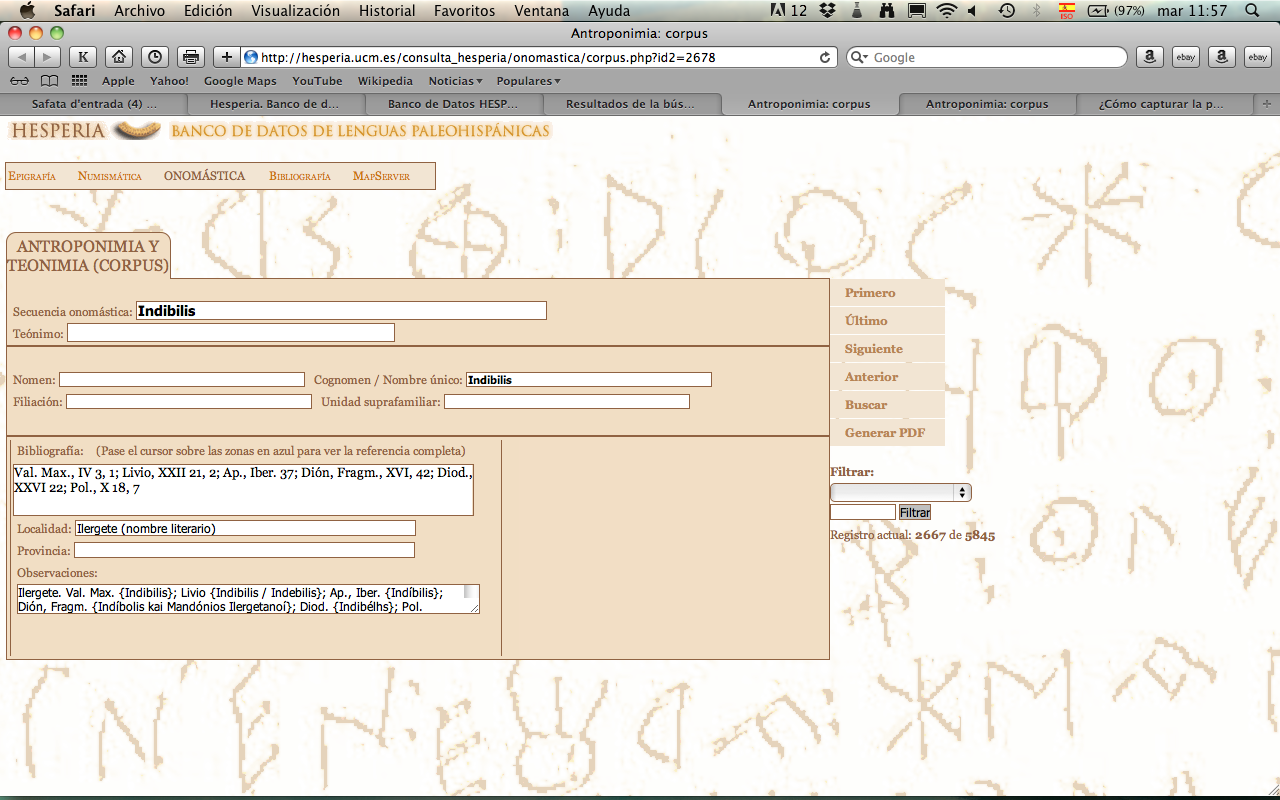 Safari Archivo Edición Visualización Historial Favoritos Ventana Ayuda 12 ISO (97%) mar 11:57
Antroponimia: corpus
K http://hesperia.ucm.es/consulta_hesperia/onomastica/corpus.php?id2=2678 Google a ebay a ebay
Apple Yahoo! Google Maps YouTube Wikipedia Noticias Populares
Safata d'entrada (4) ... Hesperia. Banco de d... Banco de Datos HESP... Resultados de la bús... Antroponimia: corpus Antroponimia: corpus ¿Cómo capturar la p...
HESPERIA BANCO DE DATOS DE LENGUAS PALEOHISPÁNICAS
Epigrafía Numismática ONOMÁSTICA Bibliografía MapServer
ANTROPONIMIA Y
TEONIMIA (CORPUS)
Secuencia onomástica: Indibilis
Teónimo:
Nomen: Cognomen / Nombre único: Indibilis
Filiación: Unidad suprafamiliar:
Bibliografía: (Pase el cursor sobre las zonas en azul para ver la referencia completa)
Val. Max., IV 3, 1; Livio, XXII 21, 2; Ap., Iber. 37; Dión, Fragm., XVI, 42; Diod.,
XXVI 22; Pol., X 18, 7
Localidad: Ilergete (nombre literario)
Provincia:
Observaciones:
Ilergete. Val. Max. {Indibilis}; Livio {Indibilis / Indebilis}; Ap., Iber. {Indíbilis};
Dión, Fragm. {Indíbolis kai Mandónios Ilergetanoí}; Diod. {Indibélhs}; Pol.
Primero
Último
Siguiente
Anterior
Buscar
Generar PDF
Filtrar:
Filtrar
Registro actual: 2667 de 5845